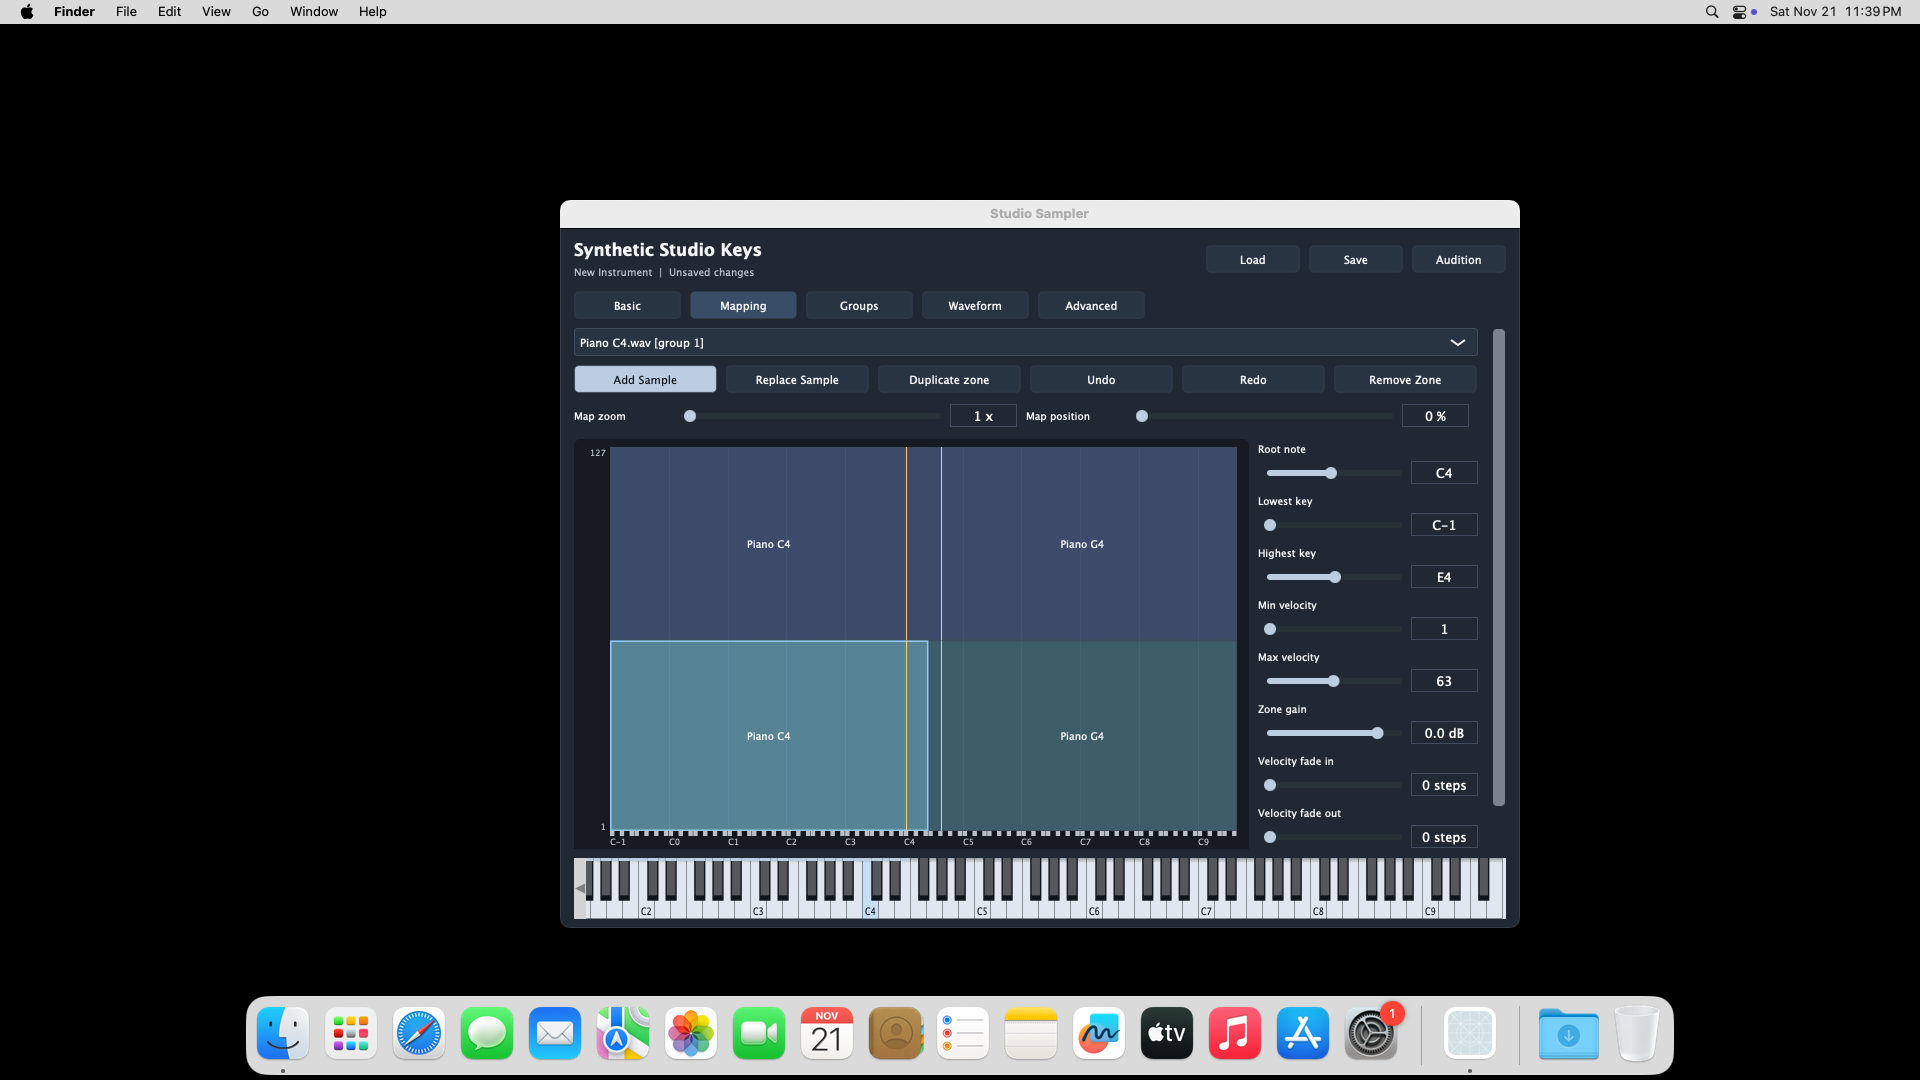 Finder File Edit View Go Window Help
Sat Nov 21 11:39 PM
Studio Sampler
Synthetic Studio Keys
New Instrument | Unsaved changes
Load Save Audition
Basic Mapping Groups Waveform Advanced
Piano C4.wav [group 1]
Add Sample Replace Sample Duplicate zone Undo Redo Remove Zone
Map zoom 1 x Map position 0 %
127
Piano C4 Piano G4
Piano C4 Piano G4
1
C-1 C0 C1 C2 C3 C4 C5 C6 C7 C8 C9
Root note
C4
Lowest key
C-1
Highest key
E4
Min velocity
1
Max velocity
63
Zone gain
0.0 dB
Velocity fade in
0 steps
Velocity fade out
0 steps
C2 C3 C4 C5 C6 C7 C8 C9
NOV
21
tv
1